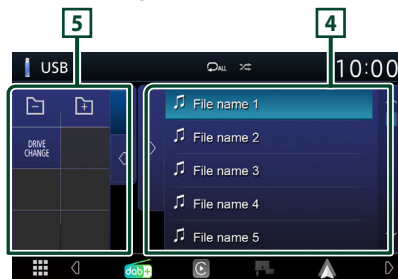 5
4
USB
ALL
10:00
File name 1
DRIVE
CHANGE
File name 2
File name 3
File name 4
File name 5
dab+